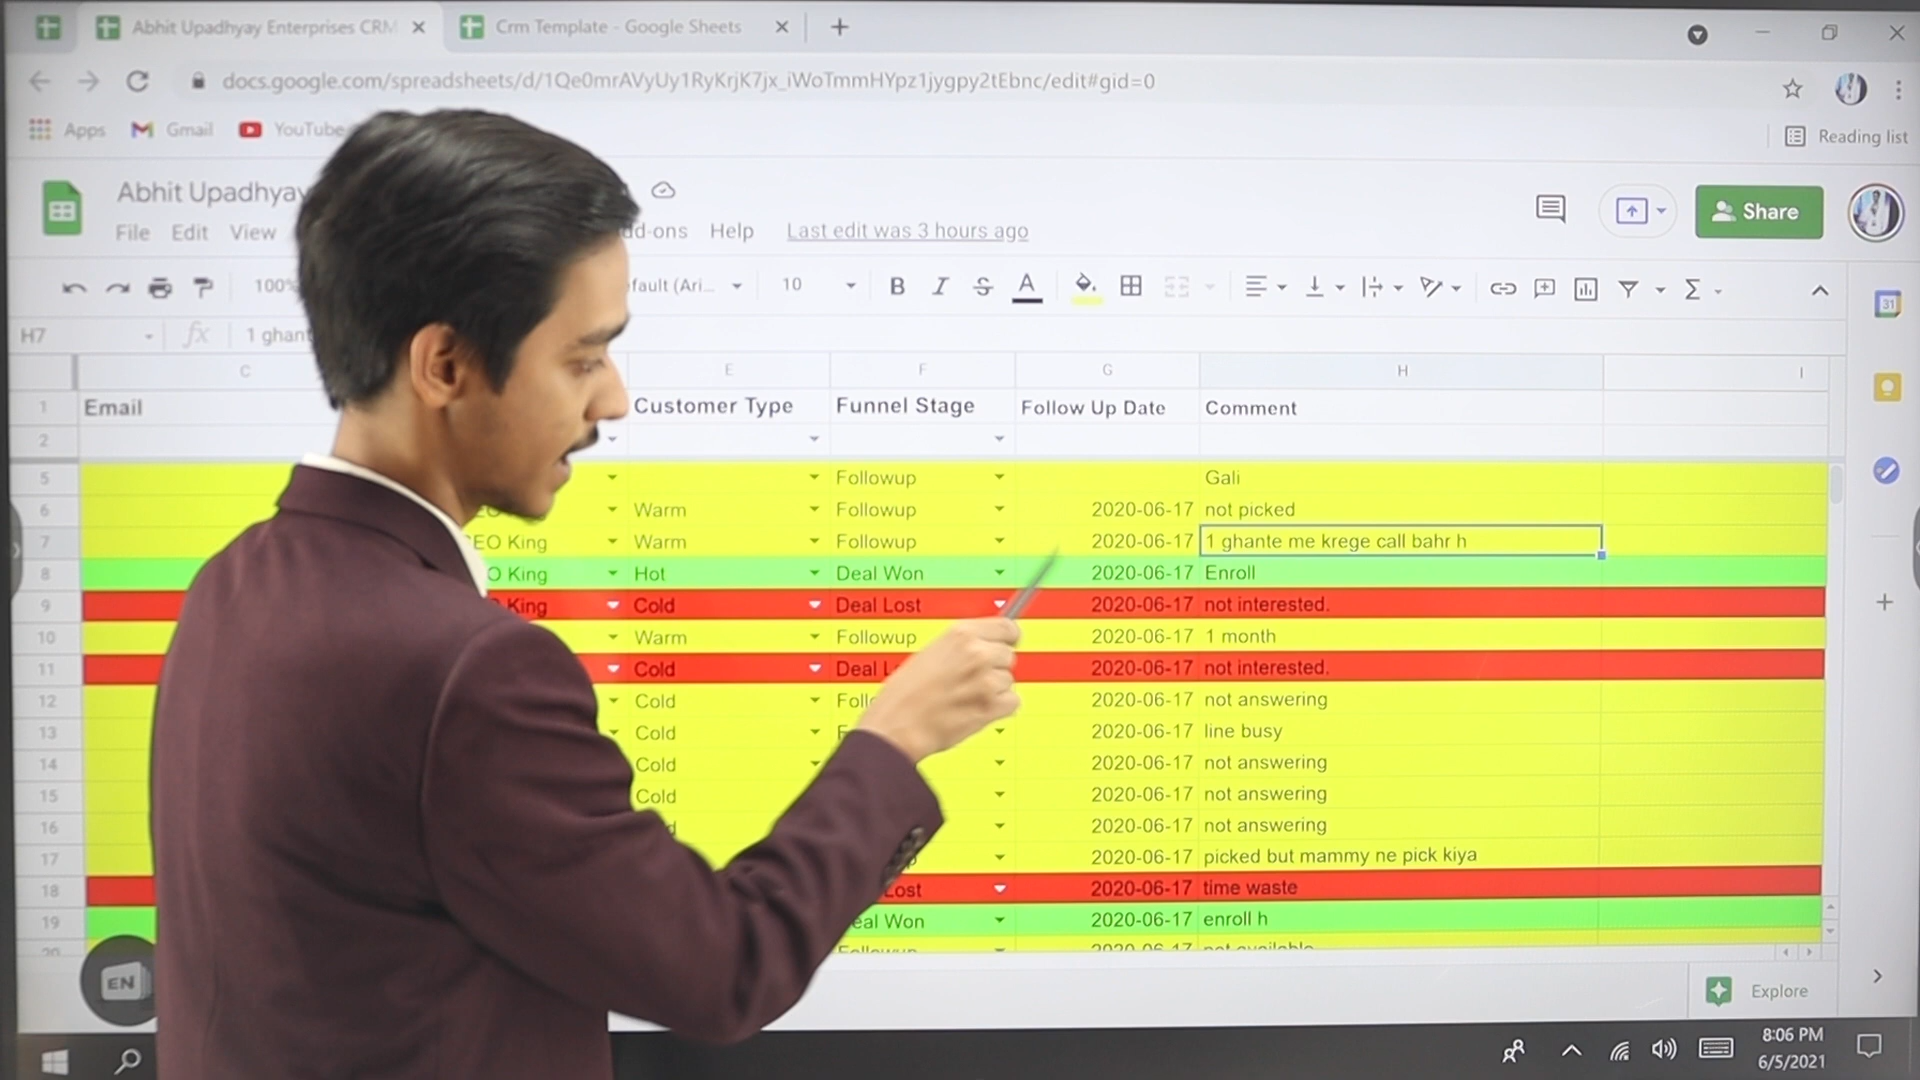 Abhit Upadhyay Enterprises CRM
Crm Template - Google Sheets
docs.google.com/spreadsheets/d/1Qe0mrAVyUy1RyKrjK7jx_iWoTmmHYpz1jygpy2tEbnc/edit#gid=0
Apps Gmail YouTube
Reading list
Abhit Upadhyay
File Edit View Help Last edit was 3 hours ago
Share
100% 10
H7 fx 1
C E F G H I
1 Email Customer Type Funnel Stage Follow Up Date Comment
2
5 Followup Gali
6 Warm Followup 2020-06-17 not picked
7 King Warm Followup 2020-06-17 1 ghante me krege call bahr h
8 King Hot Deal Won 2020-06-17 Enroll
9 King Cold Deal Lost 2020-06-17 not interested.
10 Warm Followup 2020-06-17 1 month
11 Cold Deal 2020-06-17 not interested.
12 Cold 2020-06-17 not answering
13 Cold 2020-06-17 line busy
14 Cold 2020-06-17 not answering
15 Cold 2020-06-17 not answering
16 2020-06-17 not answering
17 2020-06-17 picked but mammy ne pick kiya
18 Lost 2020-06-17 time waste
19 Won 2020-06-17 enroll h
EN
Explore
8:06 PM
6/5/2021